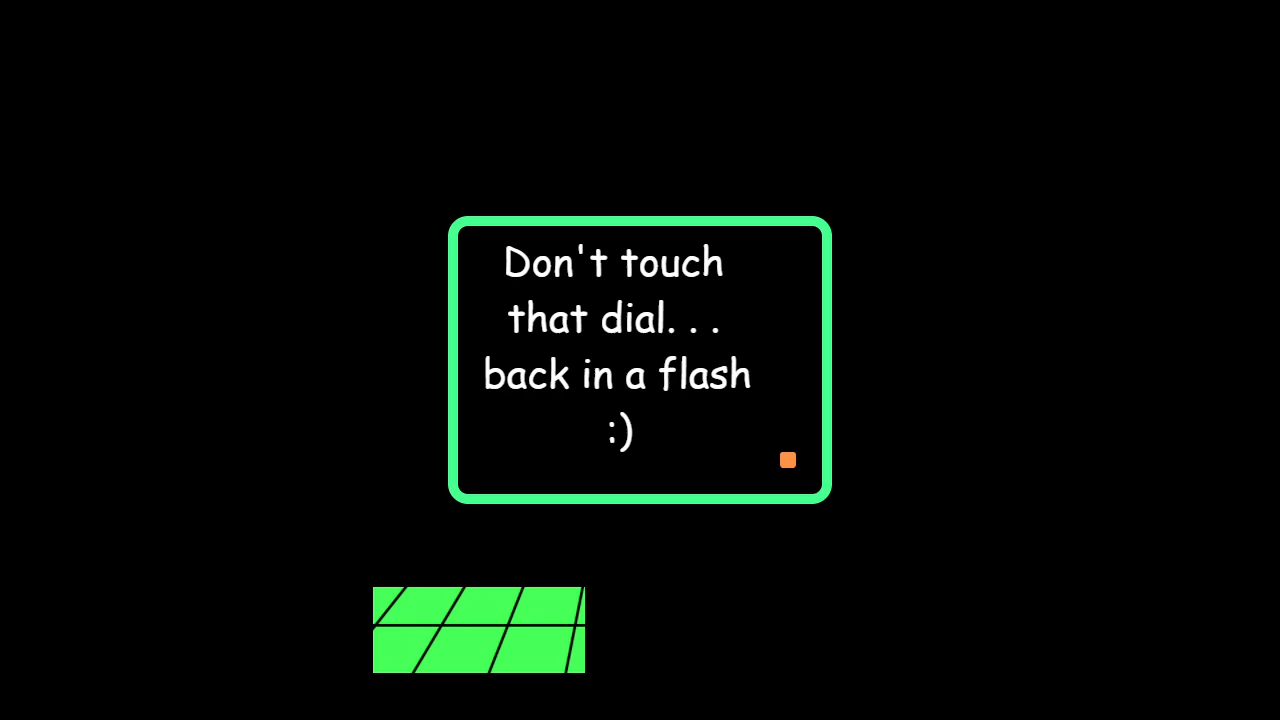 Don't touch
that dial. . .
back in a flash
:)